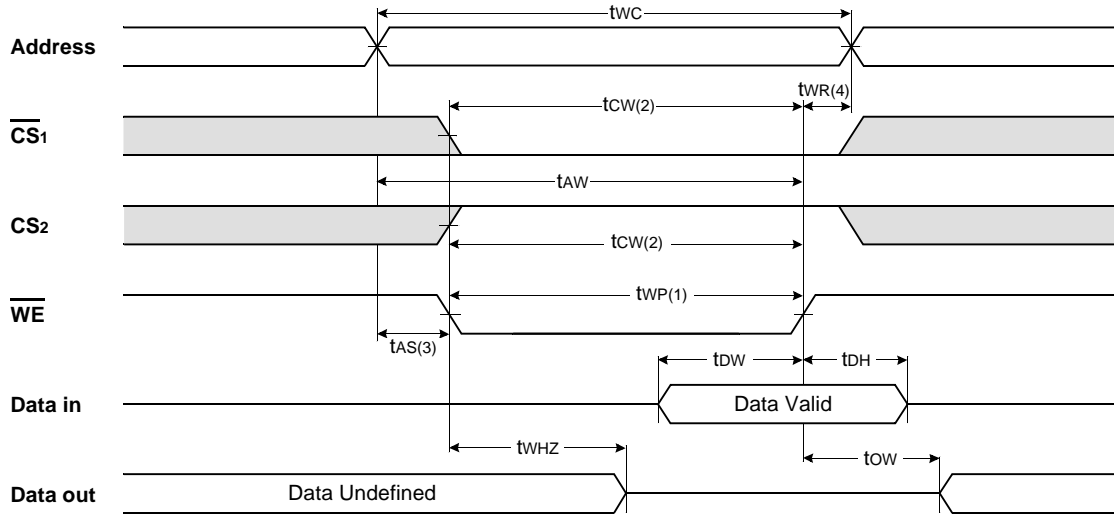 tWC
Address
tCW(2)
tWR(4)
CS1
tAW
CS2
tCW(2)
tWP(1)
WE
tAS(3)
tDW
tDH
Data in
Data Valid
tWHZ
tOW
Data out
Data Undefined